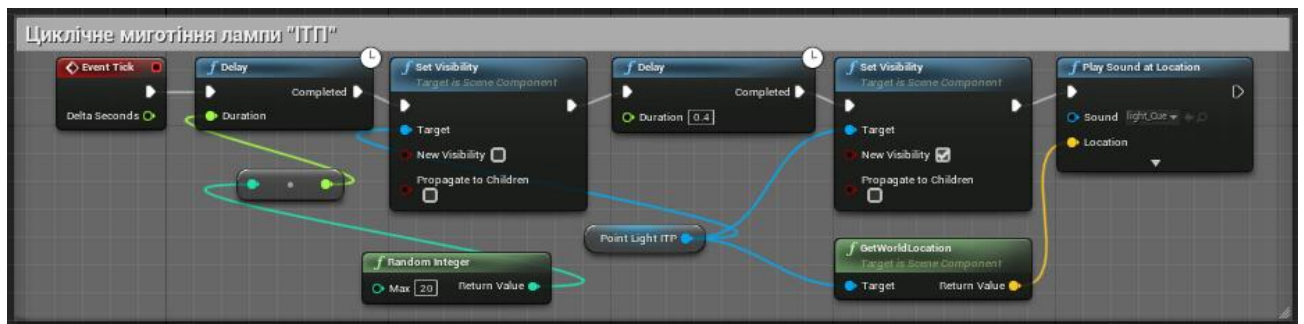 Циклічне миготіння лампи "ІТП"
Event Tick
Delta Seconds
f Delay
Completed
Duration
f Set Visibility
Target is Scene Component
Target
New Visibility
Propagate to Children
f Delay
Completed
Duration 0.4
f Set Visibility
Target is Scene Component
Target
New Visibility
Propagate to Children
f Play Sound at Location
Sound light_Cue
Location
Point Light ITP
f Random Integer
Max 20 Return Value
f GetWorldLocation
Target is Scene Component
Target Return Value